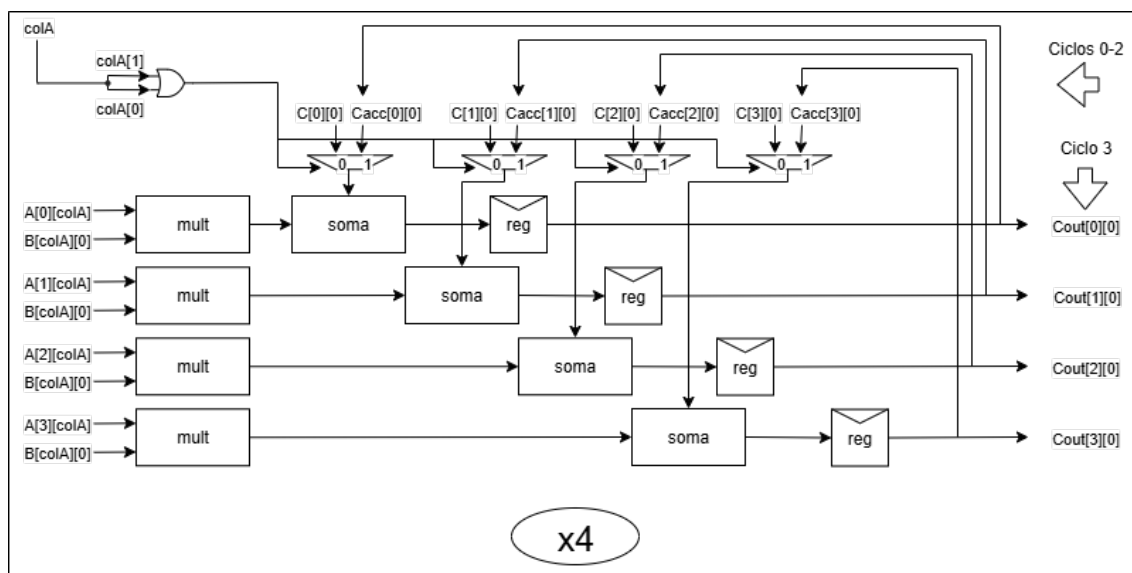 colA
colA[1]
colA[0]
Ciclos 0-2
C[0][0] Cacc[0][0] C[1][0] Cacc[1][0] C[2][0] Cacc[2][0] C[3][0] Cacc[3][0]
0 1 0 1 0 1 0 1
Ciclo 3
A[0][colA]
B[colA][0]
mult soma reg Cout[0][0]
A[1][colA]
B[colA][0]
mult soma reg Cout[1][0]
A[2][colA]
B[colA][0]
mult soma reg Cout[2][0]
A[3][colA]
B[colA][0]
mult soma reg Cout[3][0]
x4